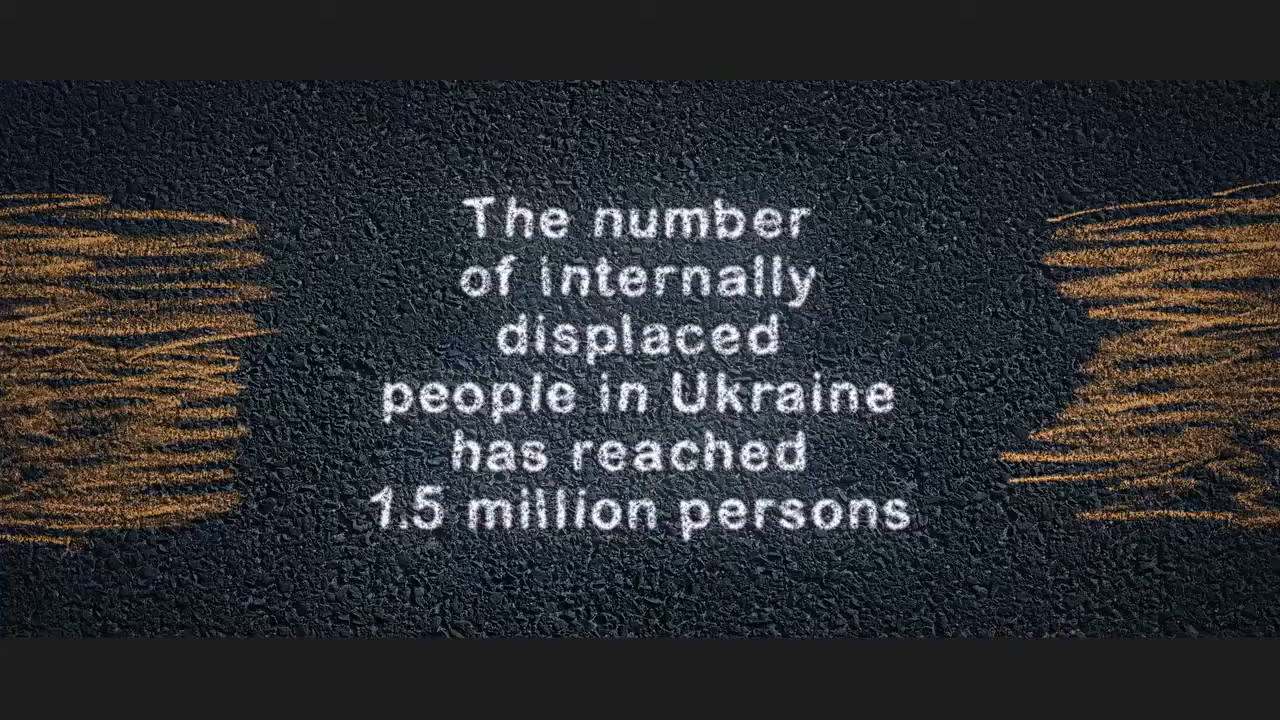 The number
of internally
displaced
people in Ukraine
has reached
1.5 million persons